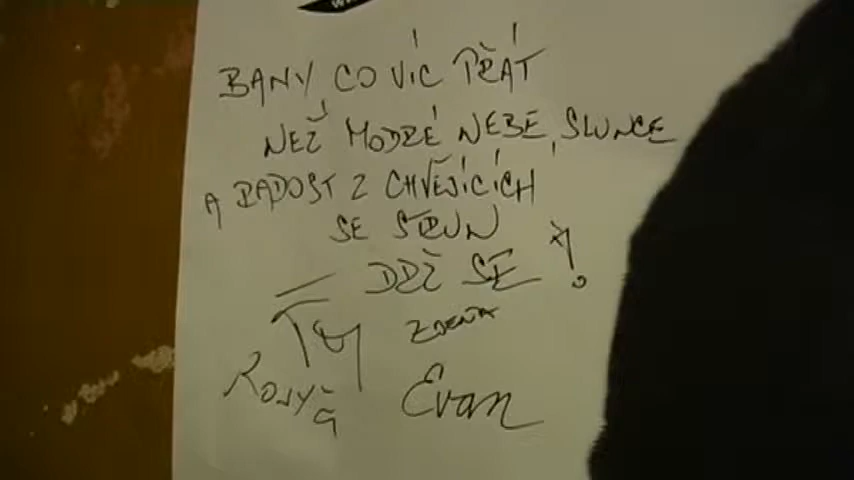 BANY CO VÍC PŘÁT
NEŽ MODRÉ NEBE, SLUNCE
A RADOST Z CHVĚJÍCÍCH
SE STRUN
DRŽ SE !
ZDENA
Evan